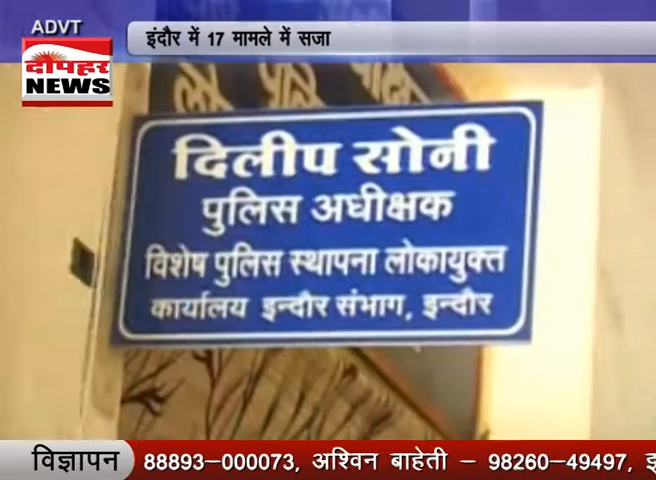 ADVT
इंदौर में 17 मामले में सजा
दोपहर
NEWS
दिलीप सोनी
पुलिस अधीक्षक
विशेष पुलिस स्थापना लोकायुक्त
कार्यालय इन्दौर संभाग, इन्दौर
विज्ञापन
88893-000073, अश्विन बाहेती - 98260-49497,